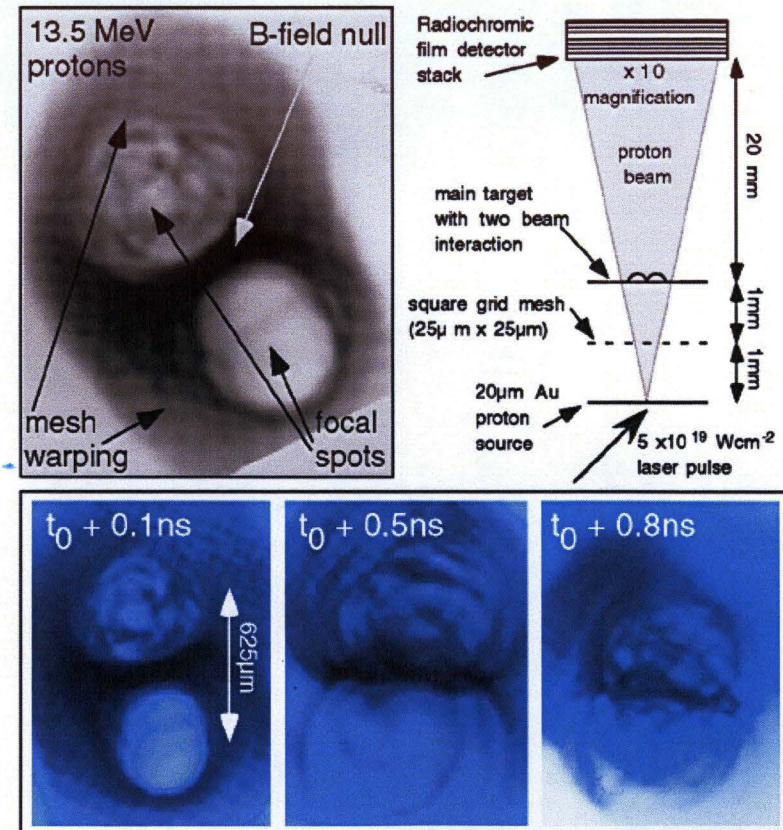 13.5 MeV
protons
B-field null
mesh
warping
focal
spots
Radiochromic
film detector
stack
x 10
magnification
proton
beam
20 mm
main target
with two beam
interaction
square grid mesh
(25µ m x 25µm)
1mm
1mm
20µm Au
proton
source
5 x10 19 Wcm-2
laser pulse
t0 + 0.1ns
625µm
t0 + 0.5ns
t0 + 0.8ns